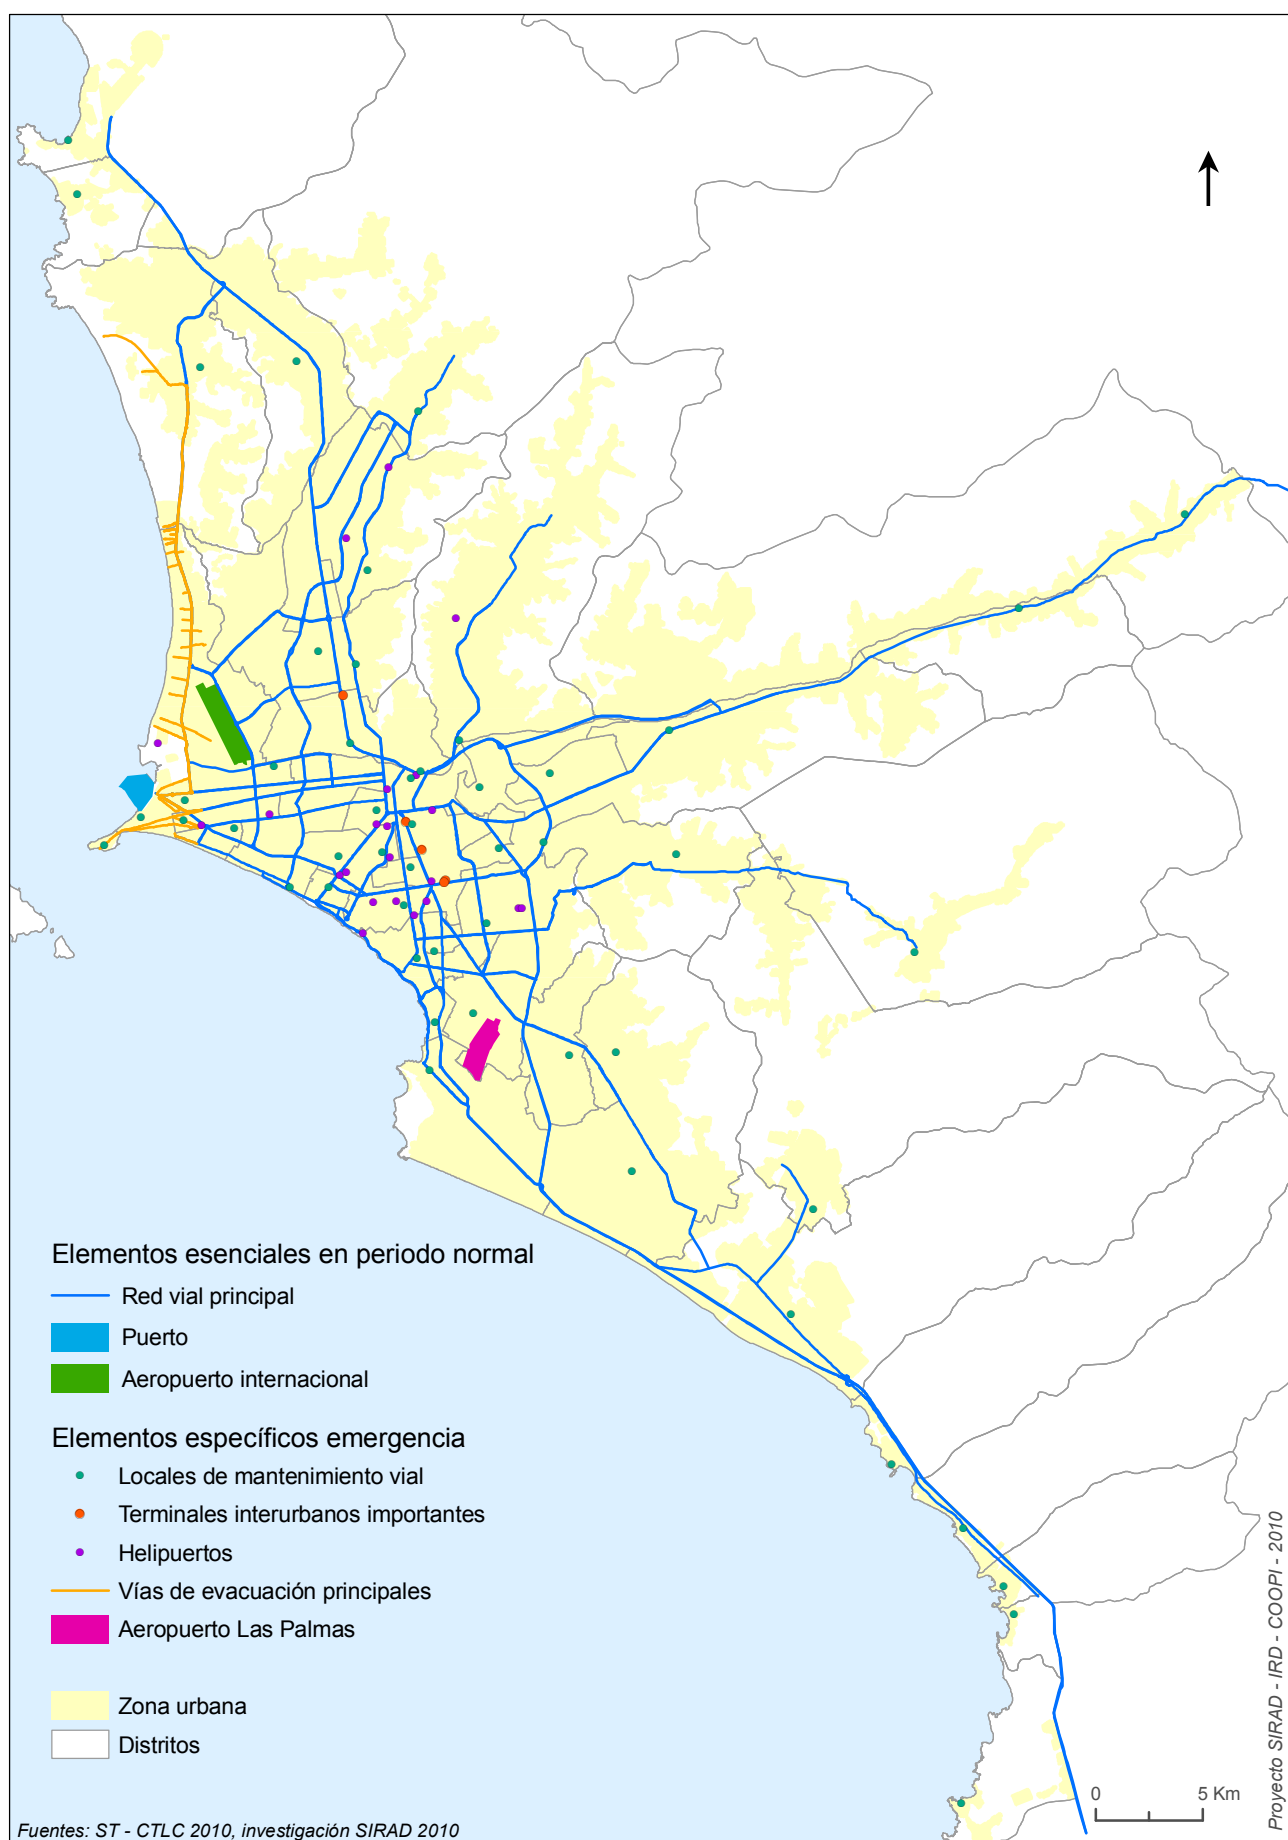 Elementos esenciales en periodo normal
Red vial principal
Puerto
Aeropuerto internacional
Elementos específicos emergencia
Locales de mantenimiento vial
Terminales interurbanos importantes
Helipuertos
Vías de evacuación principales
Aeropuerto Las Palmas
Zona urbana
Distritos
0 5 Km
Fuentes: ST - CTLC 2010, investigación SIRAD 2010
Proyecto SIRAD - IRD - COOPI - 2010